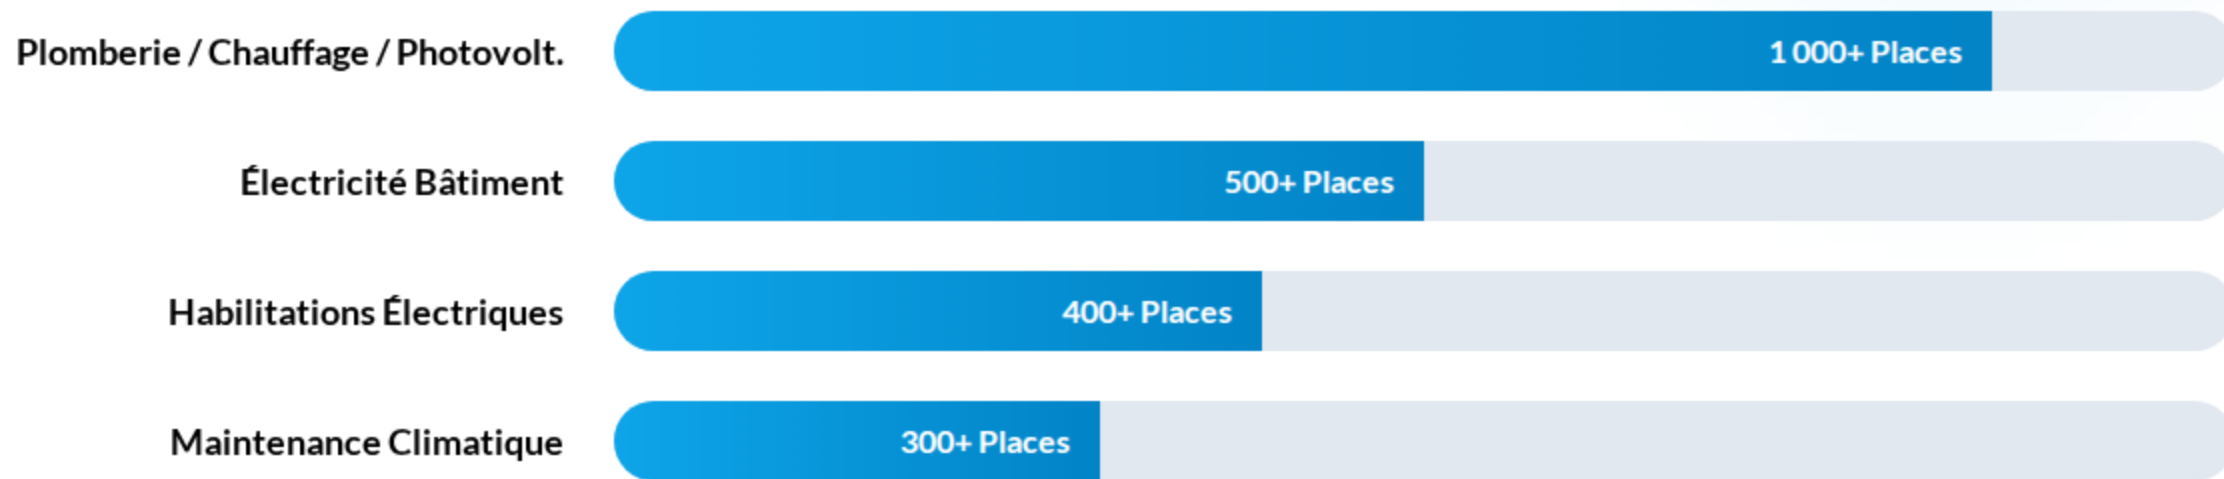 Plomberie / Chauffage / Photovolt. 1 000+ Places
Électricité Bâtiment 500+ Places
Habilitations Électriques 400+ Places
Maintenance Climatique 300+ Places